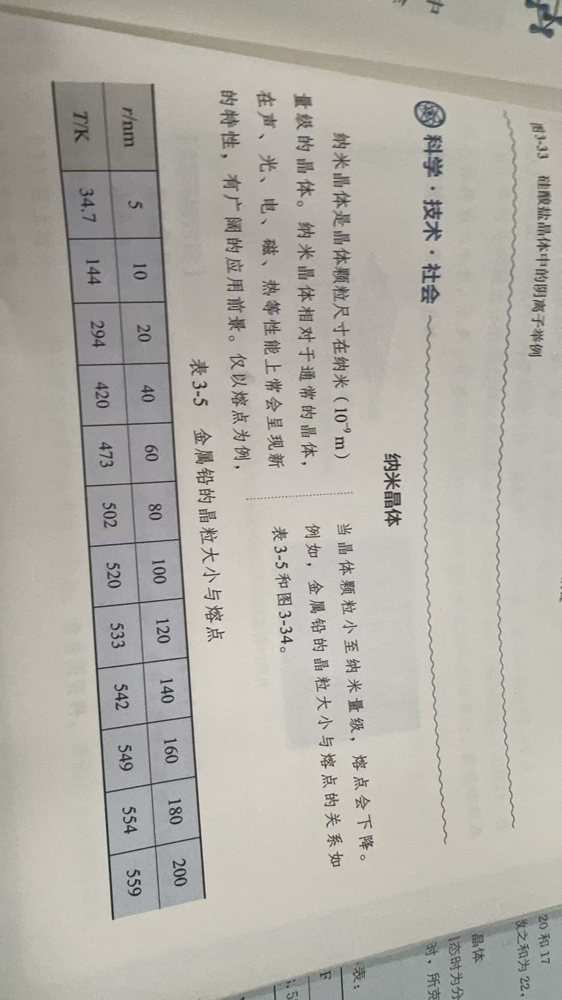 图3-33 硅酸盐晶体中的阴离子举例
科学·技术·社会
纳米晶体
纳米晶体是晶体颗粒尺寸在纳米(10⁻⁹m)
量级的晶体。纳米晶体相对于通常的晶体,
在声、光、电、磁、热等性能上常会呈现新
的特性,有广阔的应用前景。仅以熔点为例,
当晶体颗粒小至纳米量级,熔点会下降。
例如,金属铅的晶粒大小与熔点的关系如
表3-5和图3-34。
表3-5 金属铅的晶粒大小与熔点
r/nm 5 10 20 40 60 80 100 120 140 160 180 200
T/K 34.7 144 294 420 473 502 520 533 542 549 554 559
20和17
之和为22,
晶体
态时为分
时,所克
表:
F